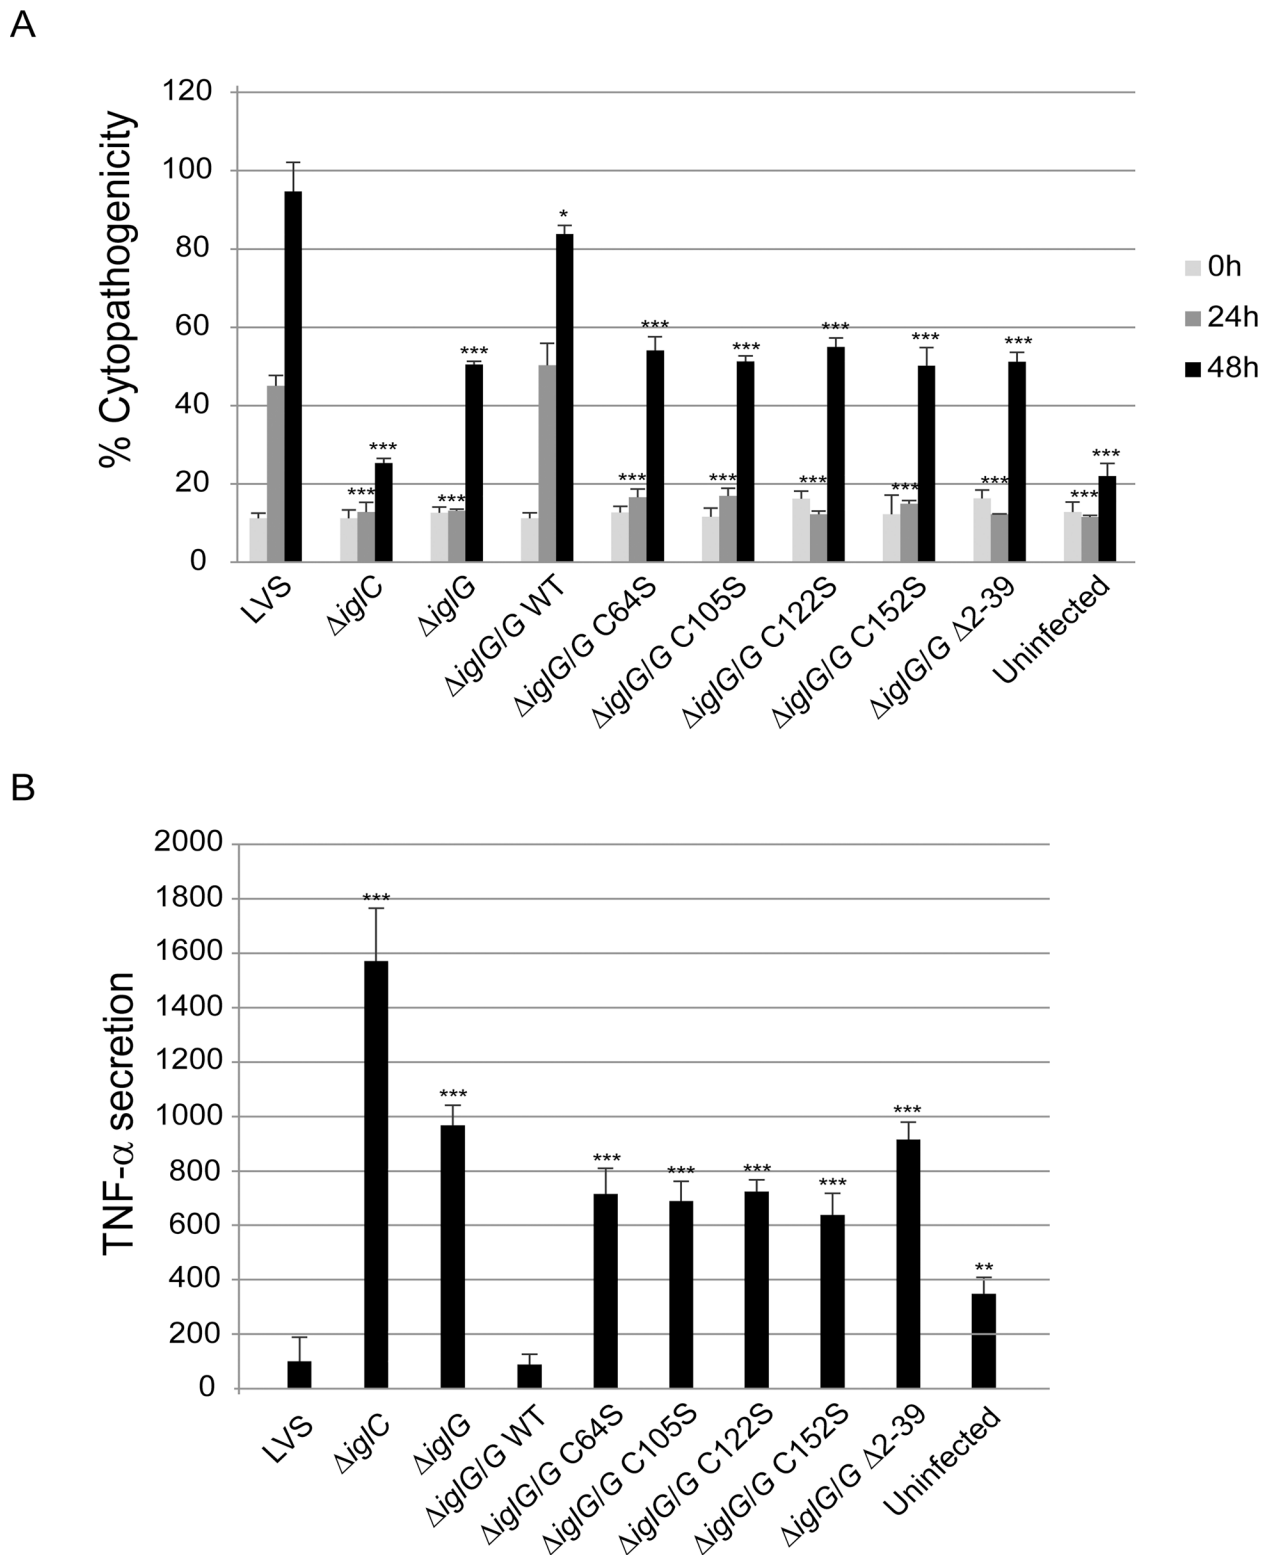 A
% Cytopathogenicity
120
100
80
60
40
20
0
***
***
***
***
*
***
***
***
***
***
***
***
***
***
***
***
***
0h
24h
48h
LVS
ΔiglC
ΔiglG
ΔiglG/G WT
ΔiglG/G C64S
ΔiglG/G C105S
ΔiglG/G C122S
ΔiglG/G C152S
ΔiglG/G Δ2-39
Uninfected
B
TNF-α secretion
2000
1800
1600
1400
1200
1000
800
600
400
200
0
***
***
***
***
***
***
***
**
LVS
ΔiglC
ΔiglG
ΔiglG/G WT
ΔiglG/G C64S
ΔiglG/G C105S
ΔiglG/G C122S
ΔiglG/G C152S
ΔiglG/G Δ2-39
Uninfected